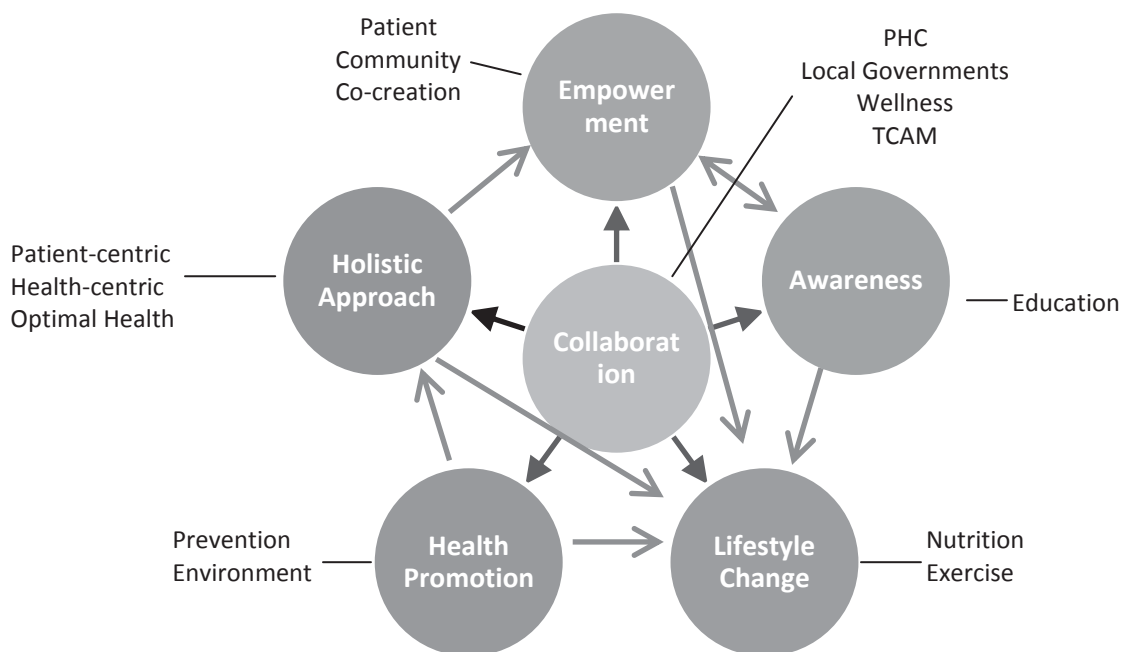 Patient
Community
Co-creation
Empower
ment
PHC
Local Governments
Wellness
TCAM
Patient-centric
Health-centric
Optimal Health
Holistic
Approach
Awareness
Education
Collaborat
ion
Prevention
Environment
Health
Promotion
Lifestyle
Change
Nutrition
Exercise